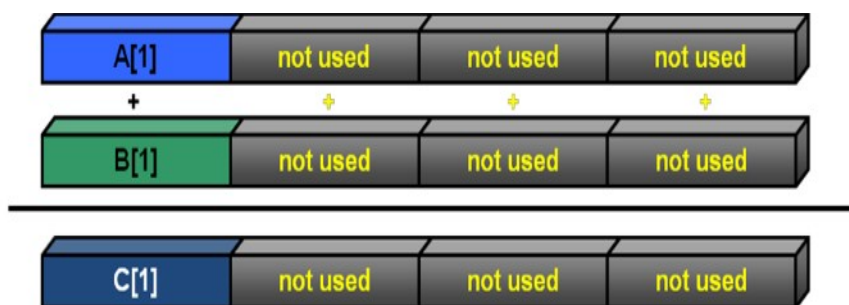 A[1] not used not used not used
+ + + +
B[1] not used not used not used
C[1] not used not used not used